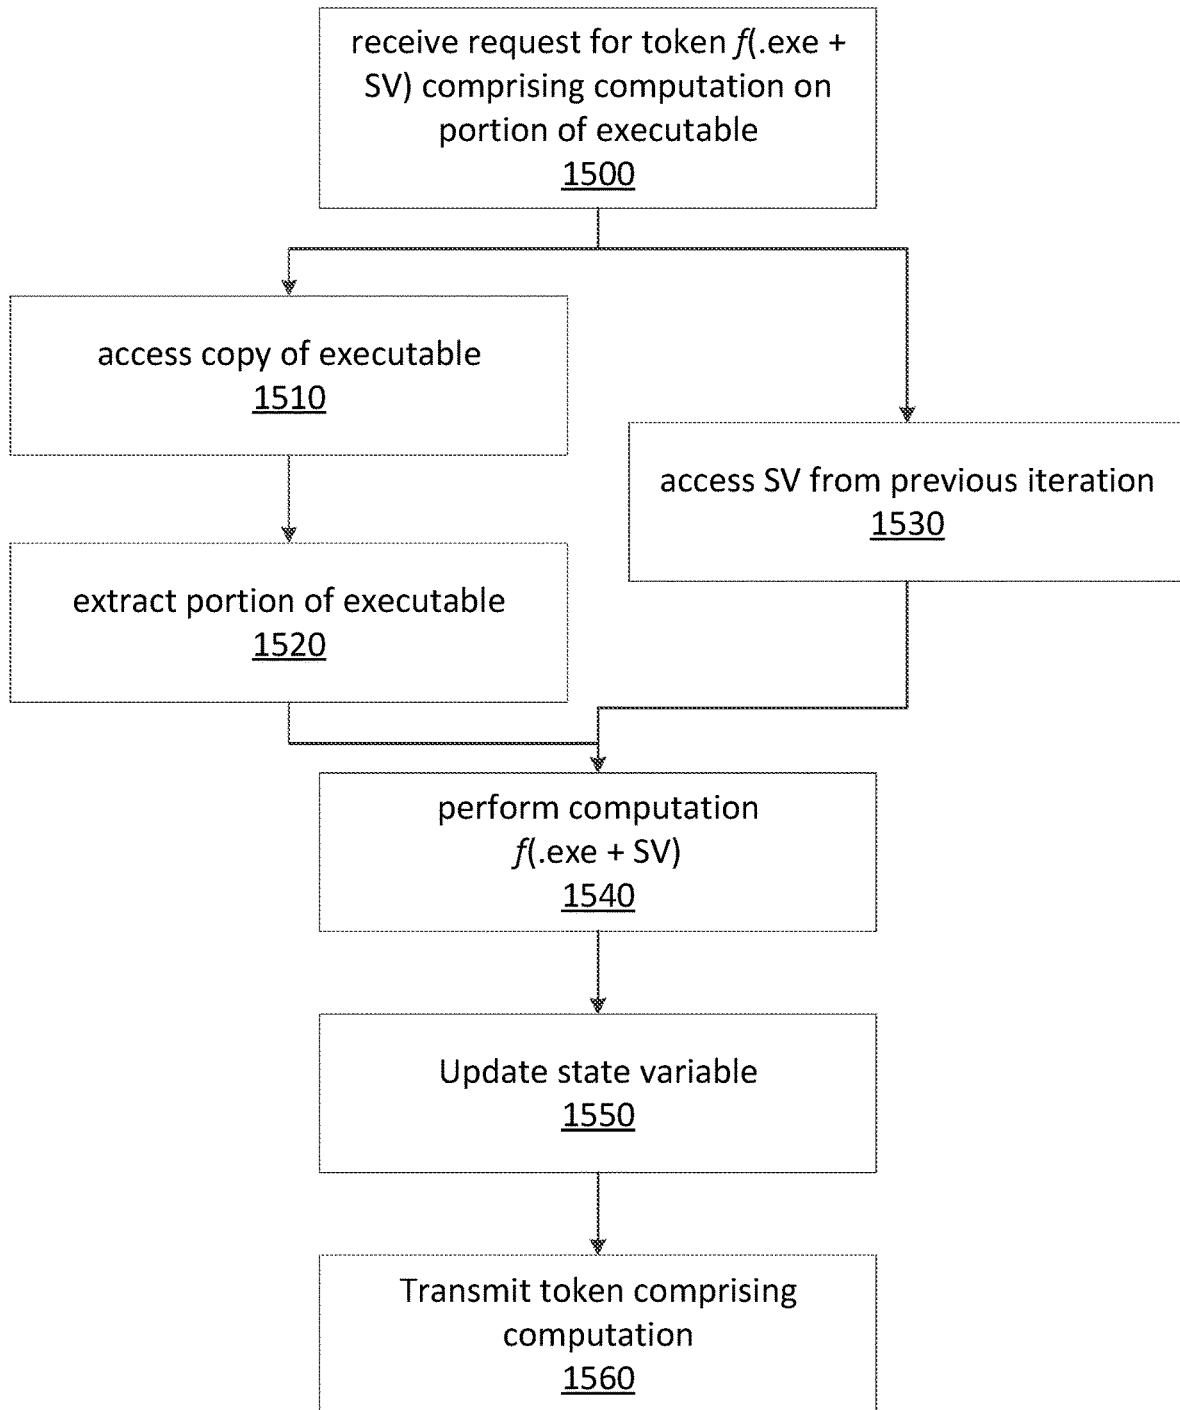 receive request for token f(.exe +
SV) comprising computation on
portion of executable
1500
access copy of executable
1510
access SV from previous iteration
1530
extract portion of executable
1520
perform computation
f(.exe + SV)
1540
Update state variable
1550
Transmit token comprising
computation
1560